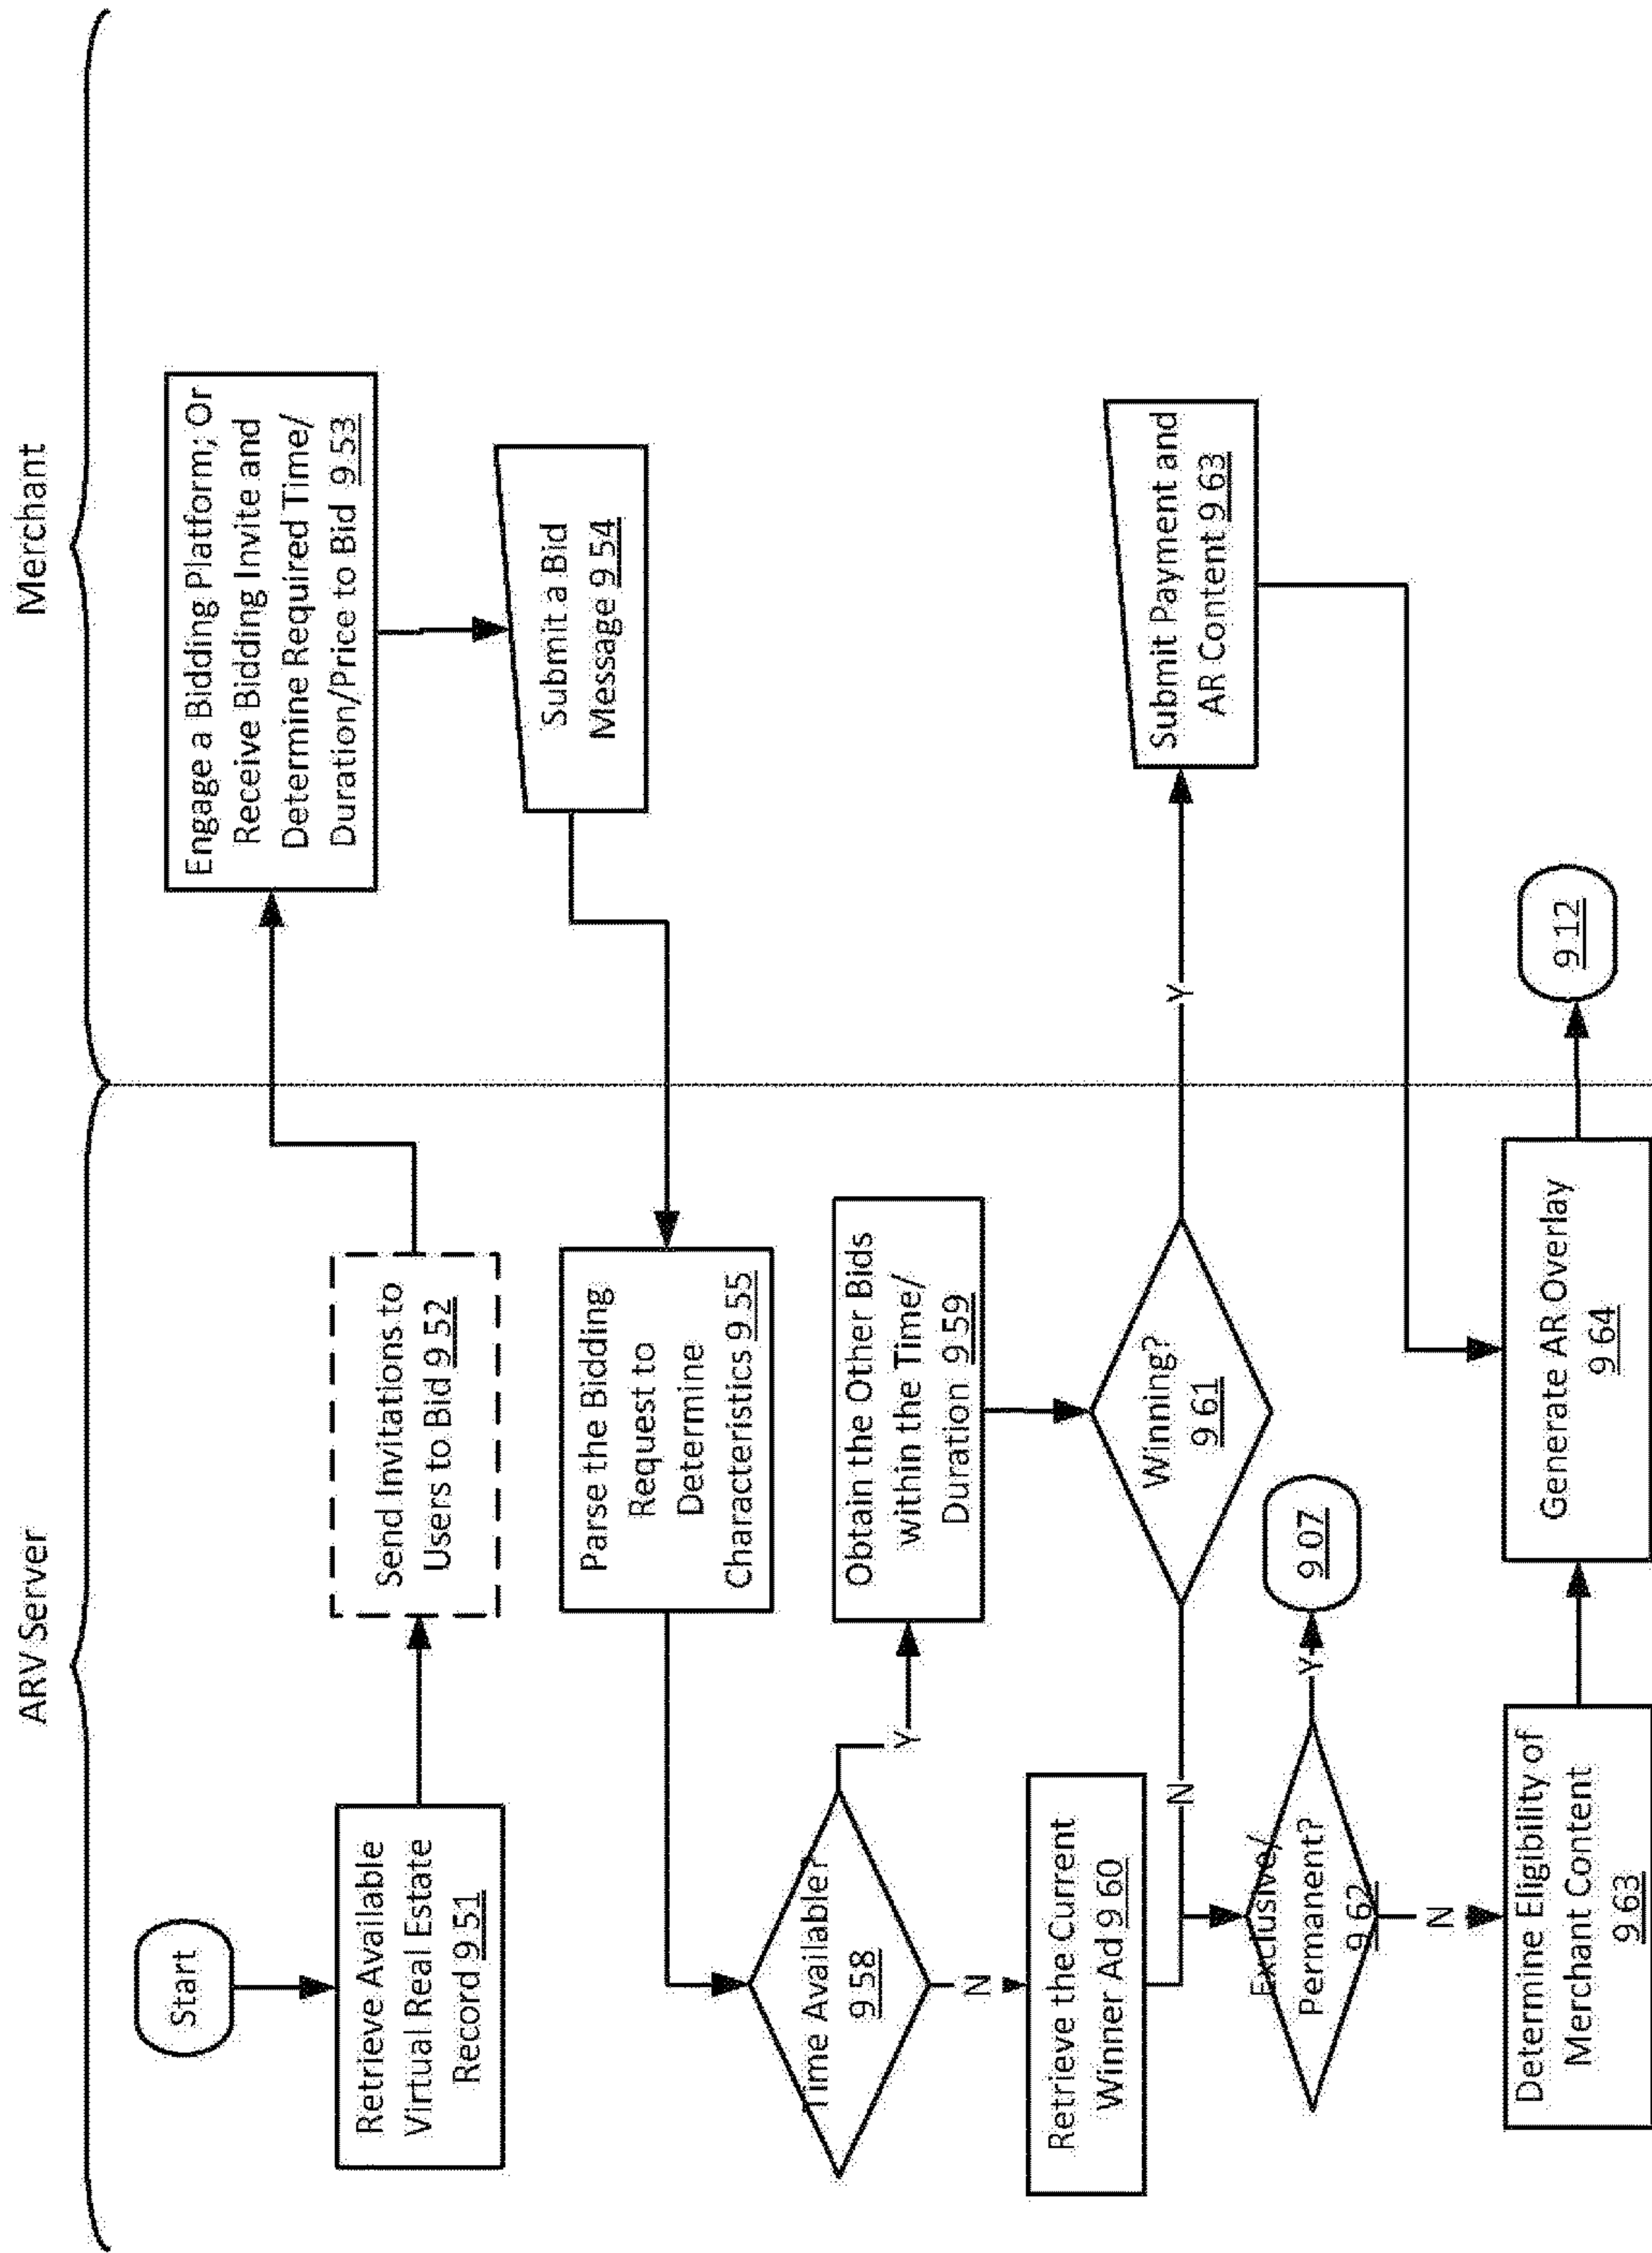 ARV Server
Merchant
Start
Retrieve Available
Virtual Real Estate
Record 9 51
Send Invitations to
Users to Bid 9 52
Engage a Bidding Platform; Or
Receive Bidding Invite and
Determine Required Time/
Duration/Price to Bid 9 53
Submit a Bid
Message 9 54
Parse the Bidding
Request to
Determine
Characteristics 9 55
Time Available?
9 58
Y
N
Obtain the Other Bids
within the Time/
Duration 9 59
Retrieve the Current
Winner Ad 9 60
Winning?
9 61
Y
N
Submit Payment and
AR Content 9 63
Exclusive/
Permanent?
9 62
Y
N
9 07
Determine Eligibility of
Merchant Content
9 63
Generate AR Overlay
9 64
9 12